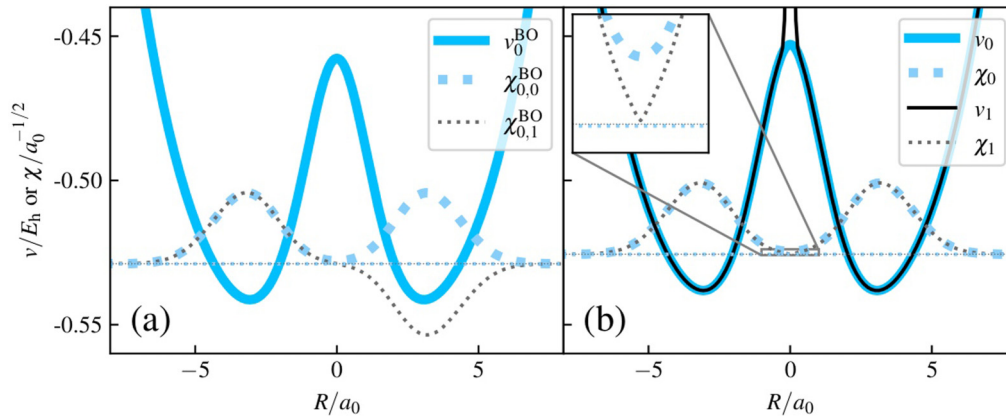 v/E_h or χ/a_0^{-1/2}
-0.45
-0.50
-0.55
v_0^{BO}
χ_{0,0}^{BO}
χ_{0,1}^{BO}
(a)
−5
0
5
R/a_0
v_0
χ_0
v_1
χ_1
(b)
−5
0
5
R/a_0